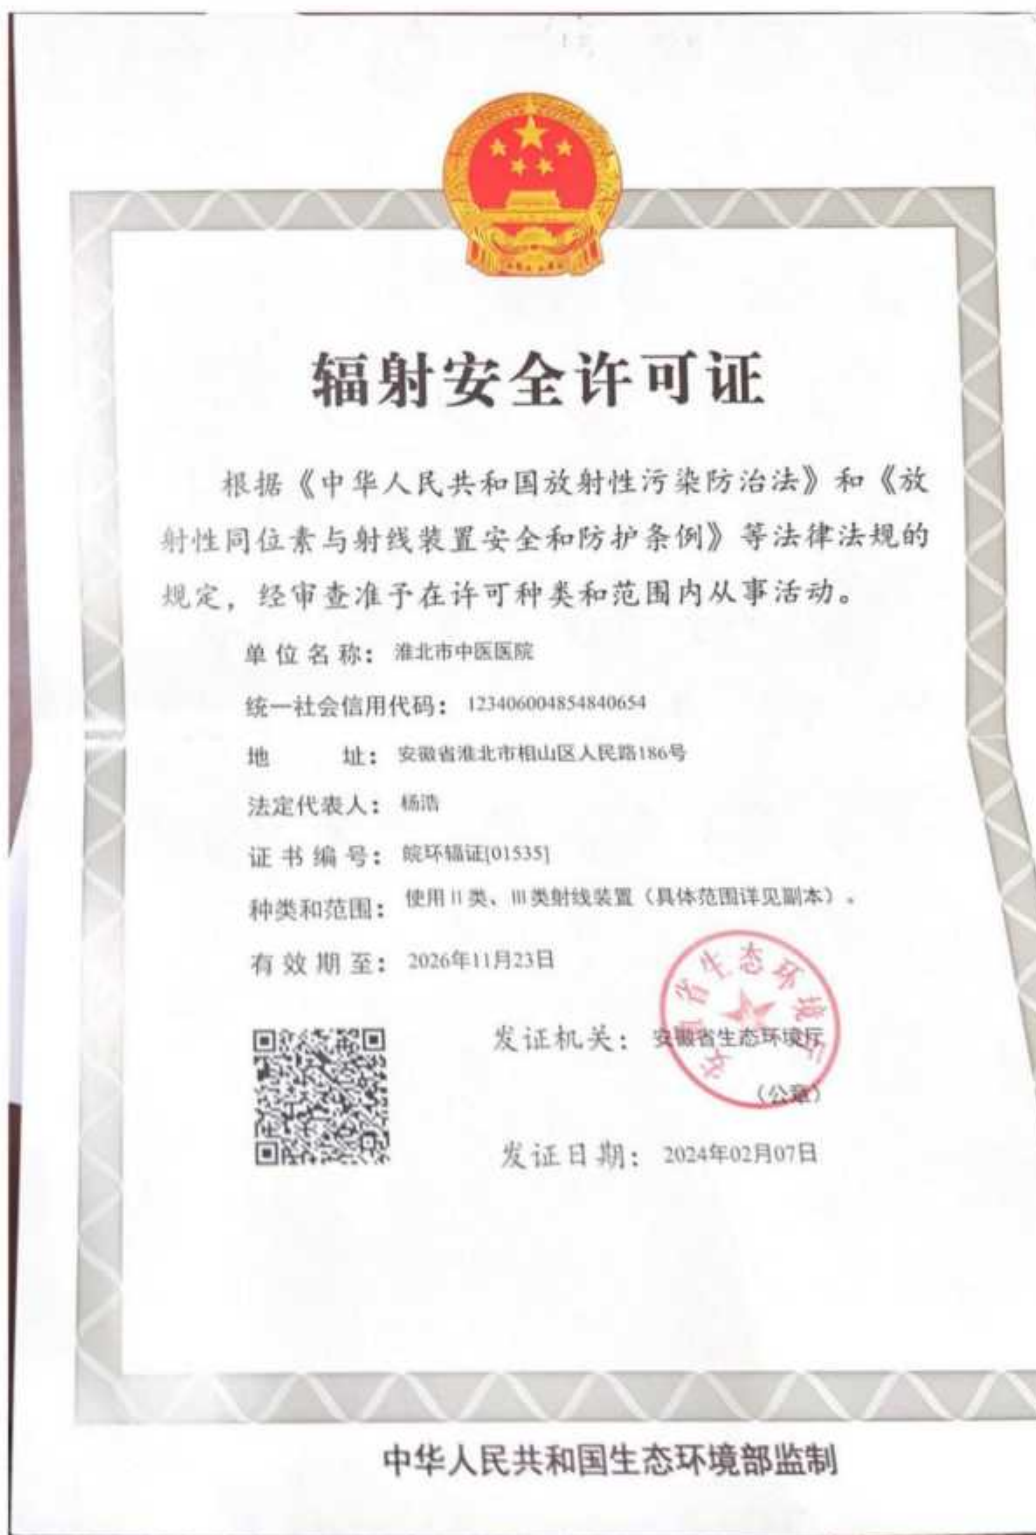 辐射安全许可证
根据《中华人民共和国放射性污染防治法》和《放
射性同位素与射线装置安全和防护条例》等法律法规的
规定，经审查准予在许可种类和范围内从事活动。
单位名称：淮北市中医医院
统一社会信用代码：123406004854840654
地址：安徽省淮北市相山区人民路186号
法定代表人：杨浩
证书编号：皖环辐证[01535]
种类和范围：使用Ⅱ类、Ⅲ类射线装置（具体范围详见副本）。
有效期至：2026年11月23日
发证机关：安徽省生态环境厅
（公章）
安徽省生态环境厅
发证日期：2024年02月07日
中华人民共和国生态环境部监制